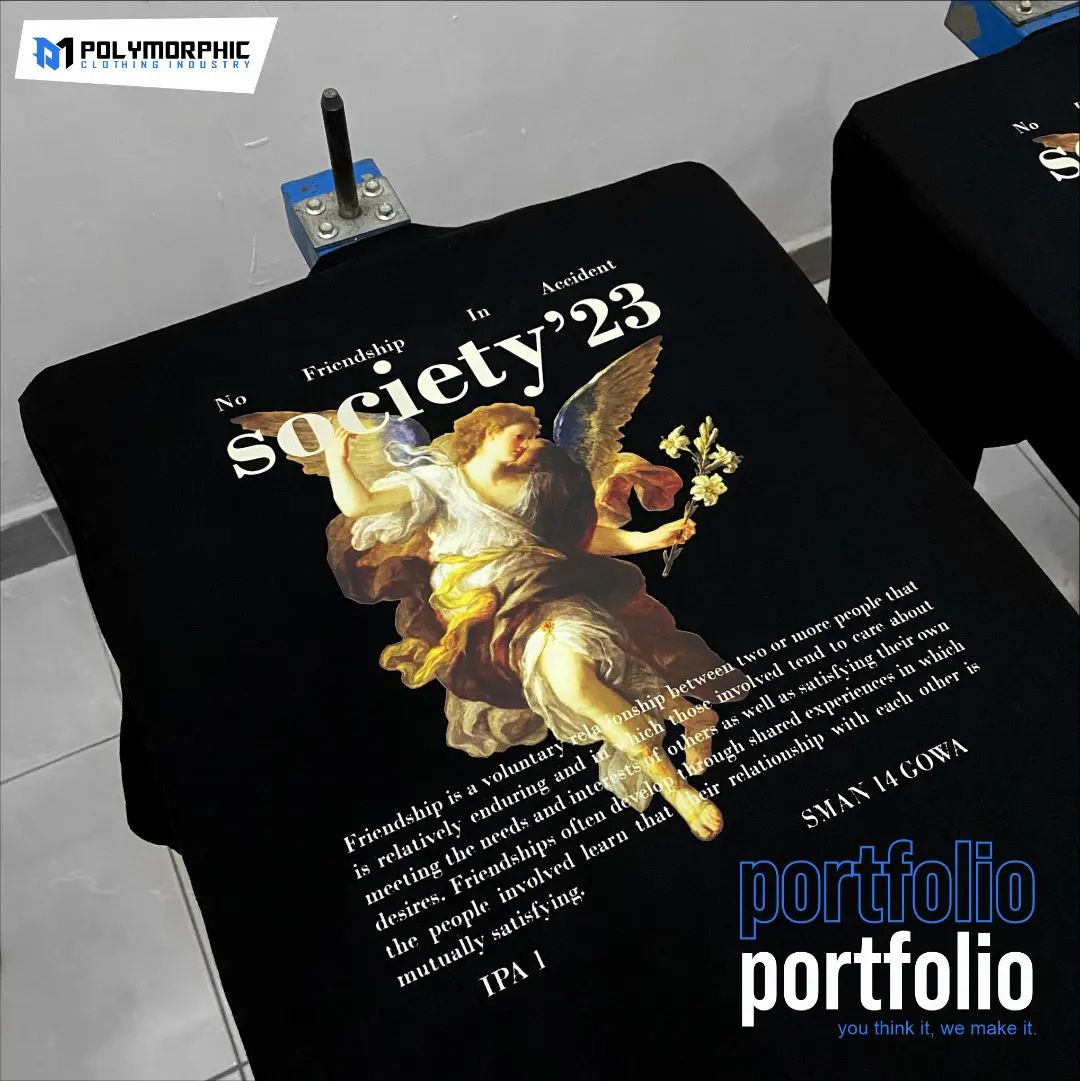 POLYMORPHIC
CLOTHING INDUSTRY
No Friendship In Accident
society'23
Friendship is a voluntary relationship between two or more people that
is relatively enduring and in which those involved tend to care about
meeting the needs and interests of others as well as satisfying their own
desires. Friendships often develop through shared experiences in which
the people involved learn that their relationship with each other is
mutually satisfying.
IPA 1
SMAN 14 GOWA
No
s
portfolio
portfolio
you think it, we make it.